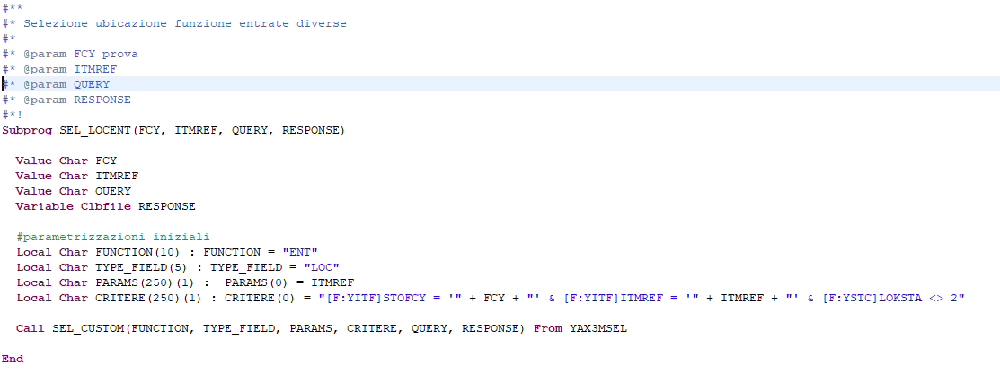 #**
#* Selezione ubicazione funzione entrate diverse
#*
#* @param FCY prova
#* @param ITMREF
#* @param QUERY
#* @param RESPONSE
#*!
Subprog SEL_LOCENT(FCY, ITMREF, QUERY, RESPONSE)
Value Char FCY
Value Char ITMREF
Value Char QUERY
Variable Clbfile RESPONSE
#parametrizzazioni iniziali
Local Char FUNCTION(10) : FUNCTION = "ENT"
Local Char TYPE_FIELD(5) : TYPE_FIELD = "LOC"
Local Char PARAMS(250)(1) :  PARAMS(0) = ITMREF
Local Char CRITERE(250)(1) : CRITERE(0) = "[F:YITF]STOFCY = '" + FCY + "' & [F:YITF]ITMREF = '" + ITMREF + "' & [F:YSTC]LOKSTA <> 2"
Call SEL_CUSTOM(FUNCTION, TYPE_FIELD, PARAMS, CRITERE, QUERY, RESPONSE) From YAX3MSEL
End